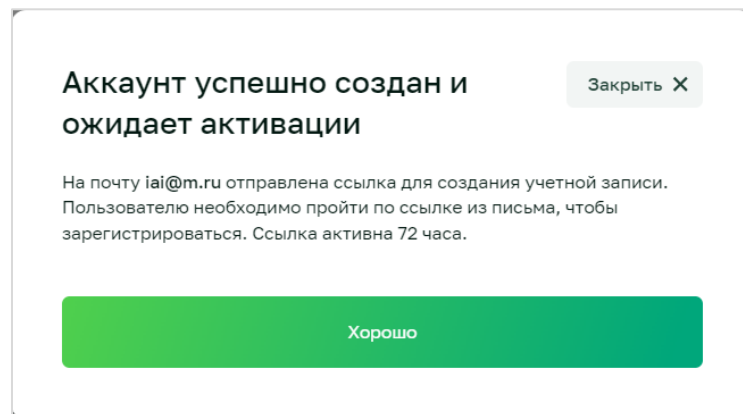 Аккаунт успешно создан и
ожидает активации
Закрыть ✕
На почту iai@m.ru отправлена ссылка для создания учетной записи.
Пользователю необходимо пройти по ссылке из письма, чтобы
зарегистрироваться. Ссылка активна 72 часа.
Хорошо